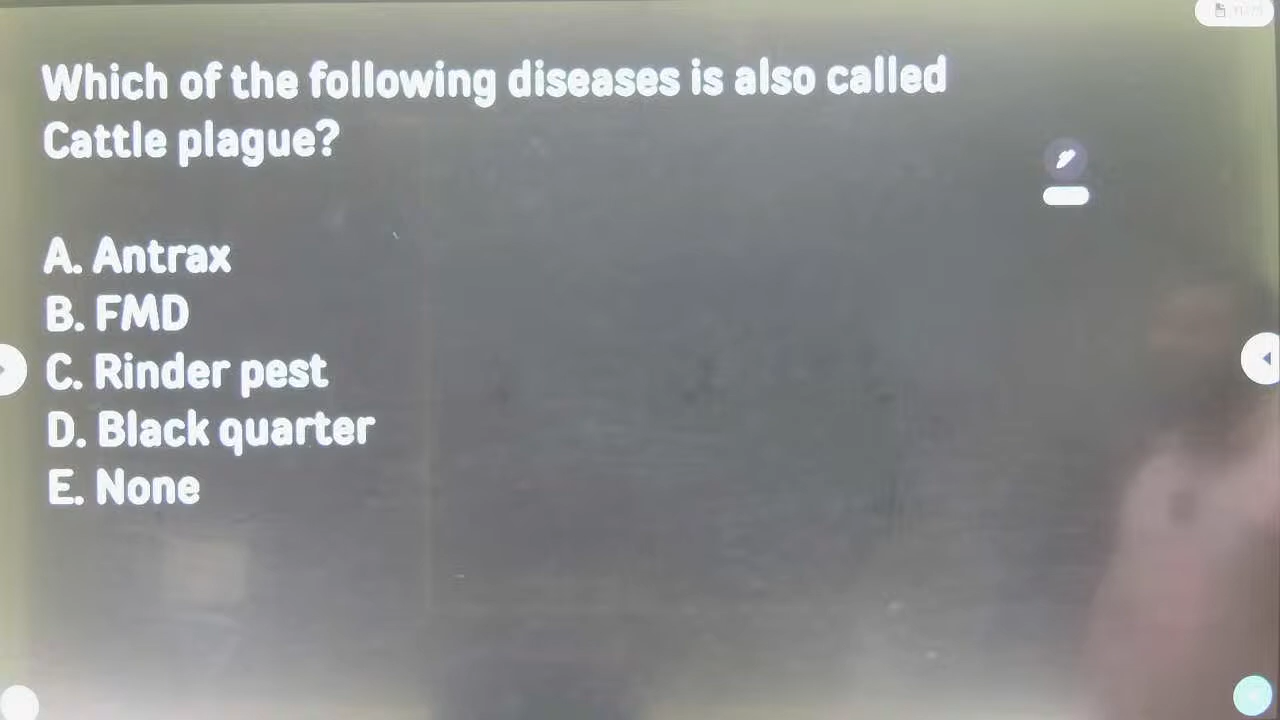 Which of the following diseases is also called
Cattle plague?
A. Antrax
B. FMD
C. Rinder pest
D. Black quarter
E. None